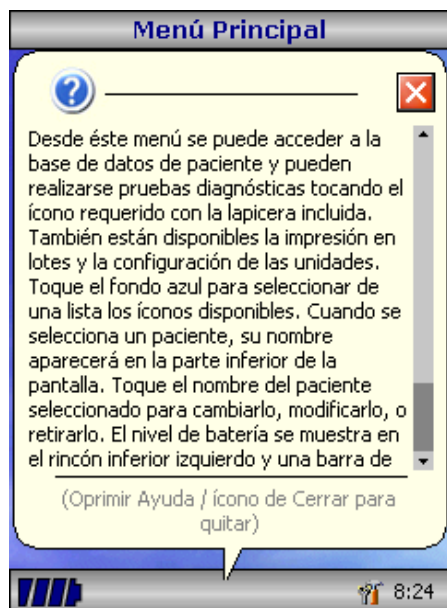 Menú Principal
Desde éste menú se puede acceder a la
base de datos de paciente y pueden
realizarse pruebas diagnósticas tocando el
ícono requerido con la lapicera incluida.
También están disponibles la impresión en
lotes y la configuración de las unidades.
Toque el fondo azul para seleccionar de
una lista los íconos disponibles. Cuando se
selecciona un paciente, su nombre
aparecerá en la parte inferior de la
pantalla. Toque el nombre del paciente
seleccionado para cambiarlo, modificarlo, o
retirarlo. El nivel de batería se muestra en
el rincón inferior izquierdo y una barra de
(Oprimir Ayuda / ícono de Cerrar para
quitar)
8:24